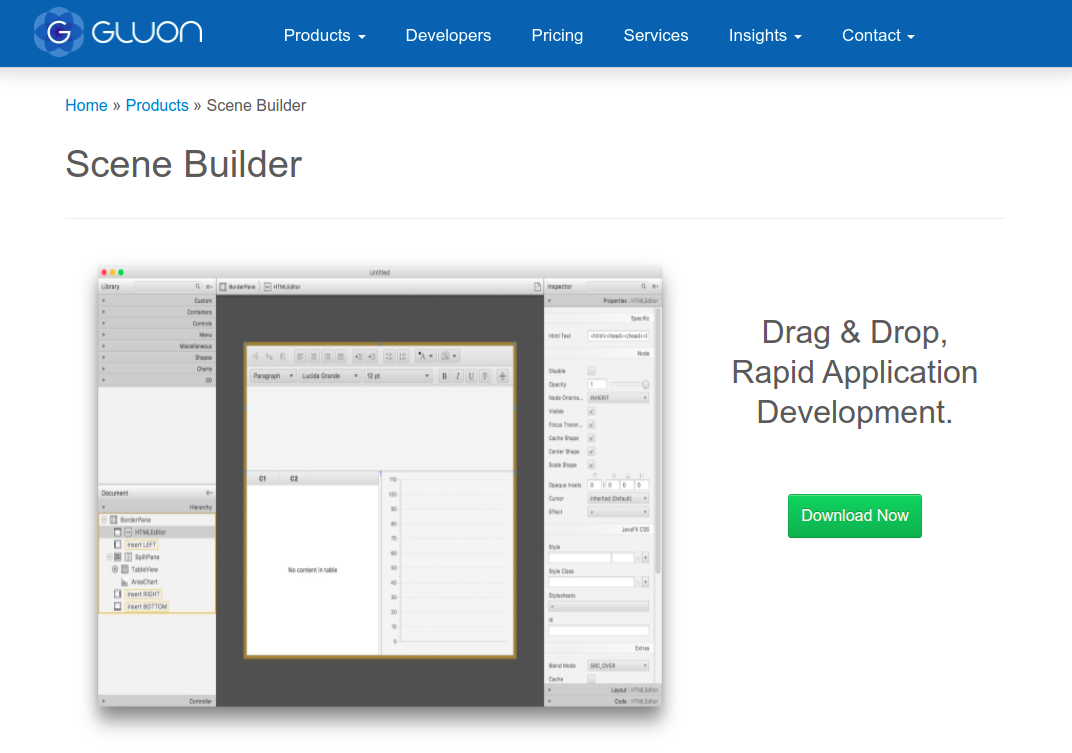 GLUON
Products
Developers
Pricing
Services
Insights
Contact
Home » Products » Scene Builder
Scene Builder
Untitled
Library
BorderPane
HTMLEditor
Inspector
Custom
Containers
Controls
Menu
Miscellaneous
Shapes
Charts
3D
Properties : HTMLEditor
Specific
Html Text
<html><head></head><
Node
Disable
Opacity
1
Node Orienta...
INHERIT
Visible
Focus Traver...
Cache Shape
Center Shape
Scale Shape
Opaque Insets
0 0 0 0
Cursor
Inherited (Default)
Effect
+
JavaFX CSS
Style
Style Class
Stylesheets
+
Id
Extras
Blend Mode
SRC_OVER
Cache
Layout : HTMLEditor
Code : HTMLEditor
Paragraph
Lucida Grande
12 pt
B I U T
C1 C2
No content in table
110
100
90
80
70
60
50
40
30
20
10
0
Document
Hierarchy
BorderPane
HTMLEditor
insert LEFT
SplitPane
TableView
AreaChart
insert RIGHT
insert BOTTOM
Controller
Drag & Drop,
Rapid Application
Development.
Download Now